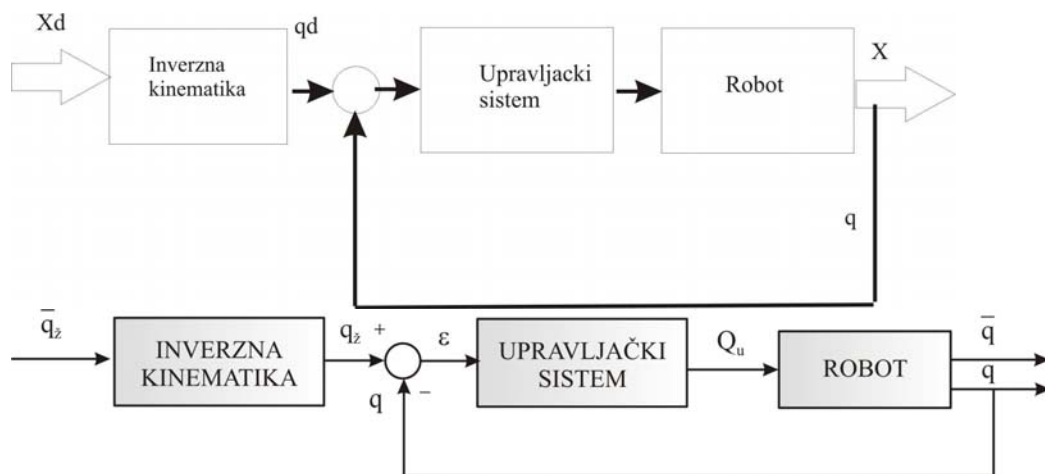 Xd
qd
X
Inverzna
kinematika
Upravljacki
sistem
Robot
q
q̅ž
INVERZNA
KINEMATIKA
qž
+
ε
q
−
UPRAVLJAČKI
SISTEM
Qu
ROBOT
q̅
q